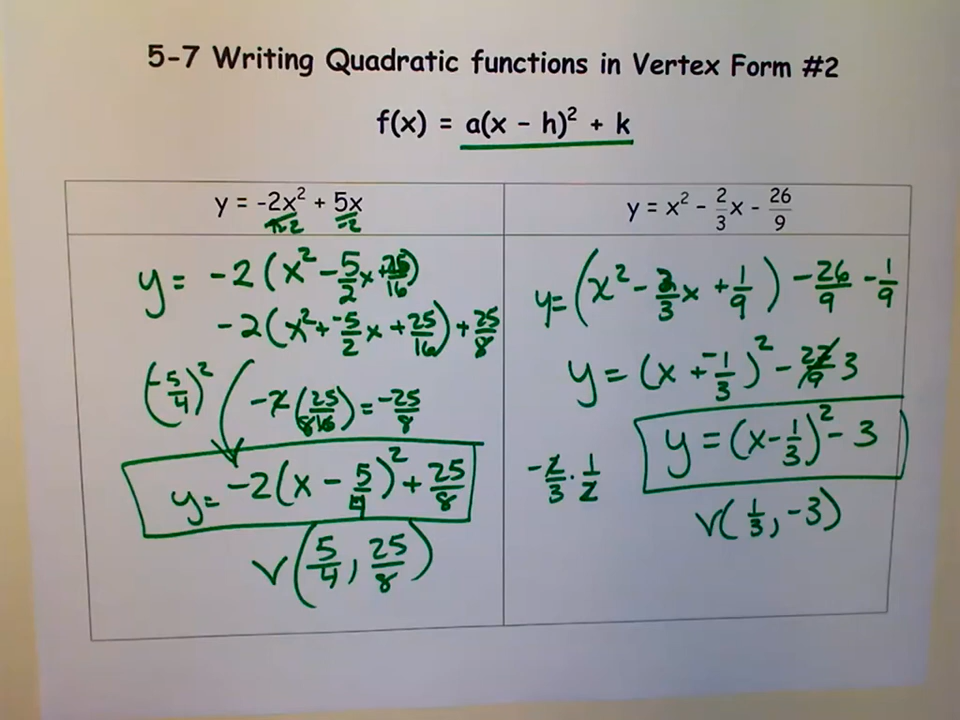 5-7 Writing Quadratic functions in Vertex Form #2
f(x) = a(x - h)² + k
y = -2x² + 5x
÷-2 -2
y = -2(x² - 5/2x + 25/16)
-2(x² + -5/2x + 25/16) + 25/8
(-5/4)²
-2(25/16) = -25/8
8
y = -2(x - 5/4)² + 25/8
V(5/4, 25/8)
y = x² - 2/3x - 26/9
y = (x² - 2/3x + 1/9) - 26/9 - 1/9
y = (x + -1/3)² - 27/9 3
y = (x - 1/3)² - 3
-2/3 · 1/2
V(1/3, -3)